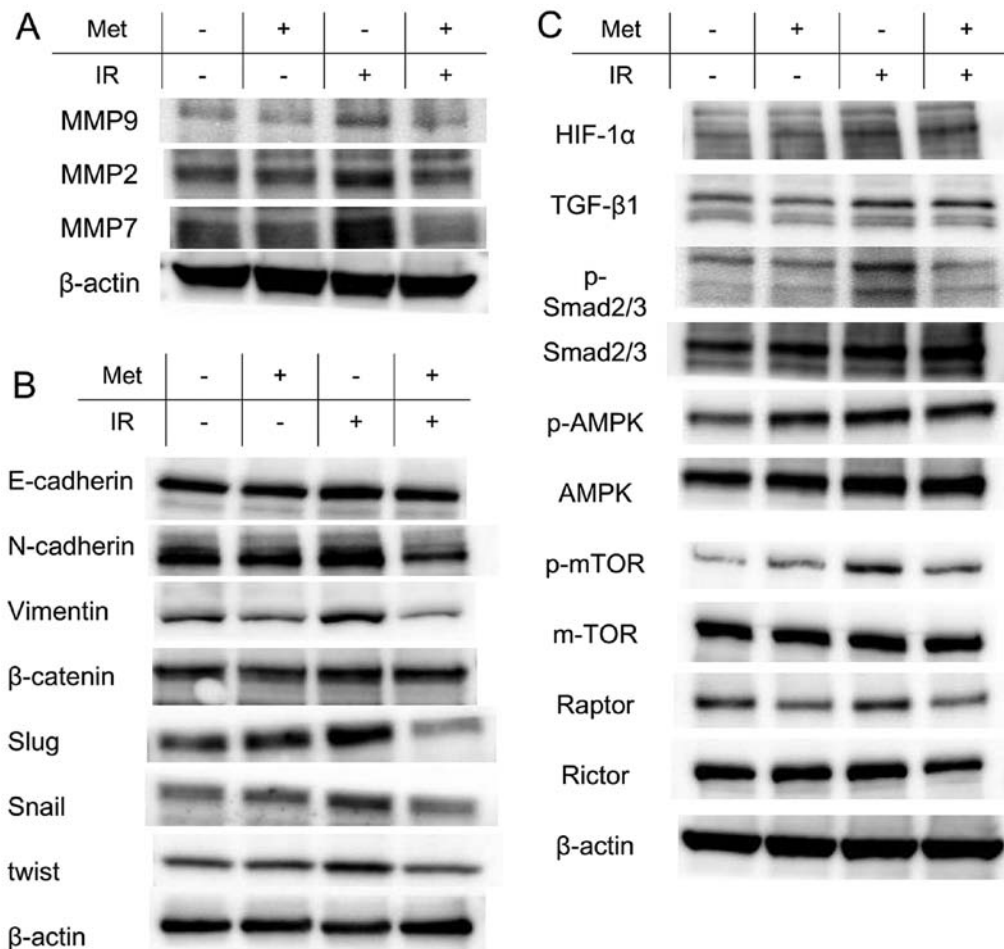 A
Met - + - +
IR - - + +
MMP9
MMP2
MMP7
β-actin
B
Met - + - +
IR - - + +
E-cadherin
N-cadherin
Vimentin
β-catenin
Slug
Snail
twist
β-actin
C
Met - + - +
IR - - + +
HIF-1α
TGF-β1
p-
Smad2/3
Smad2/3
p-AMPK
AMPK
p-mTOR
m-TOR
Raptor
Rictor
β-actin